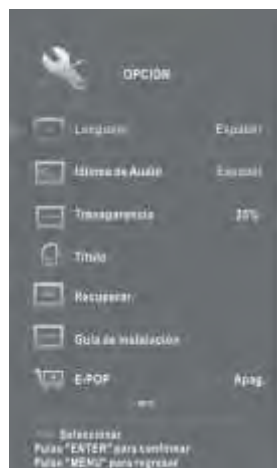 OPCIÓN
Lenguaje Español
Idioma de Audio Español
Transparencia 20%
Título
Recuperar
Guía de Instalación
E-POP Apag.
Seleccionar
Pulse "ENTER" para confirmar
Pulse "MENU" para regresar